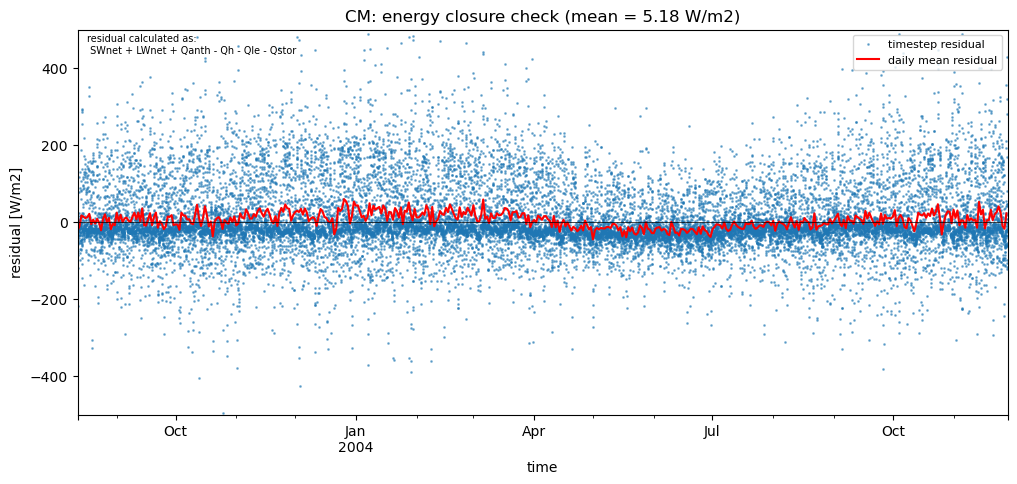 CM: energy closure check (mean = 5.18 W/m2)
residual calculated as:
SWnet + LWnet + Qanth - Qh - Qle - Qstor
timestep residual
daily mean residual
residual [W/m2]
400
200
0
−200
−400
Oct
Jan
2004
Apr
Jul
Oct
time